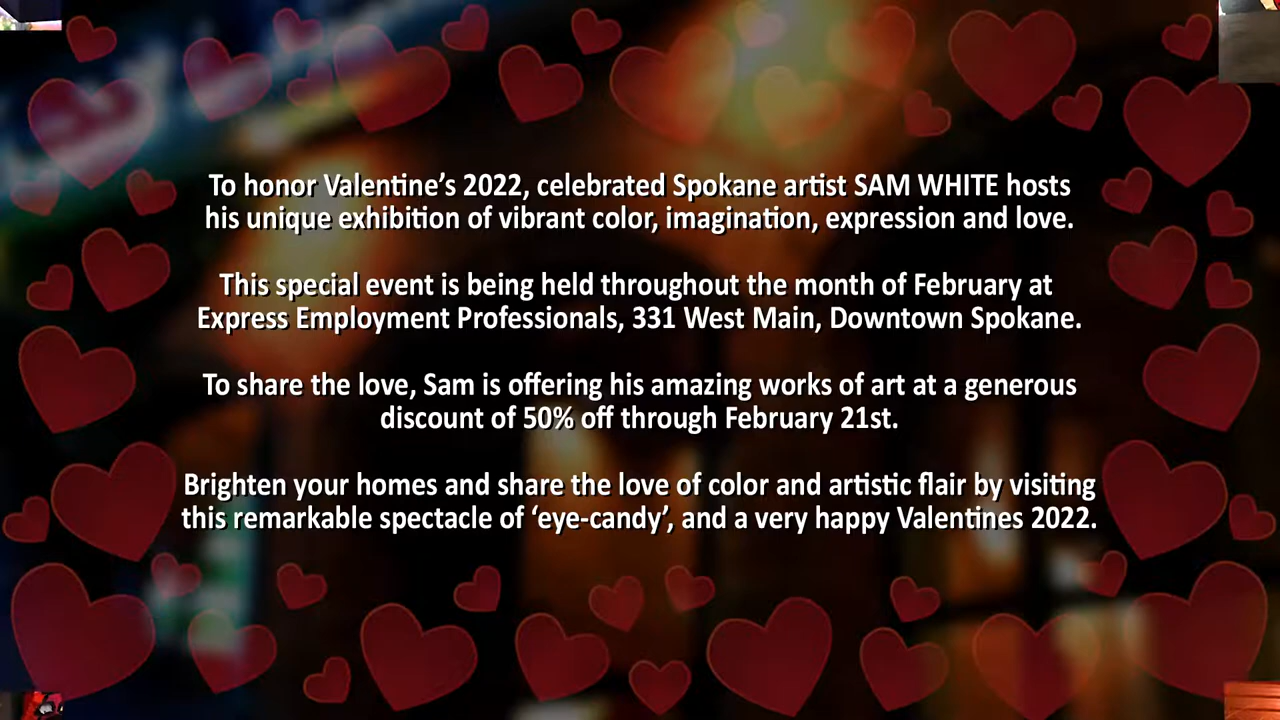 To honor Valentine’s 2022, celebrated Spokane artist SAM WHITE hosts
his unique exhibition of vibrant color, imagination, expression and love.
This special event is being held throughout the month of February at
Express Employment Professionals, 331 West Main, Downtown Spokane.
To share the love, Sam is offering his amazing works of art at a generous
discount of 50% off through February 21st.
Brighten your homes and share the love of color and artistic flair by visiting
this remarkable spectacle of ‘eye-candy’, and a very happy Valentines 2022.